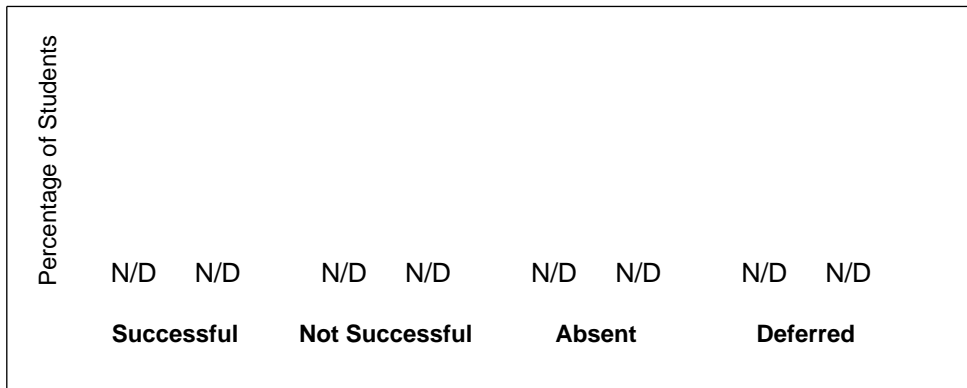 Percentage of Students
N/D N/D N/D N/D N/D N/D N/D N/D
Successful Not Successful Absent Deferred